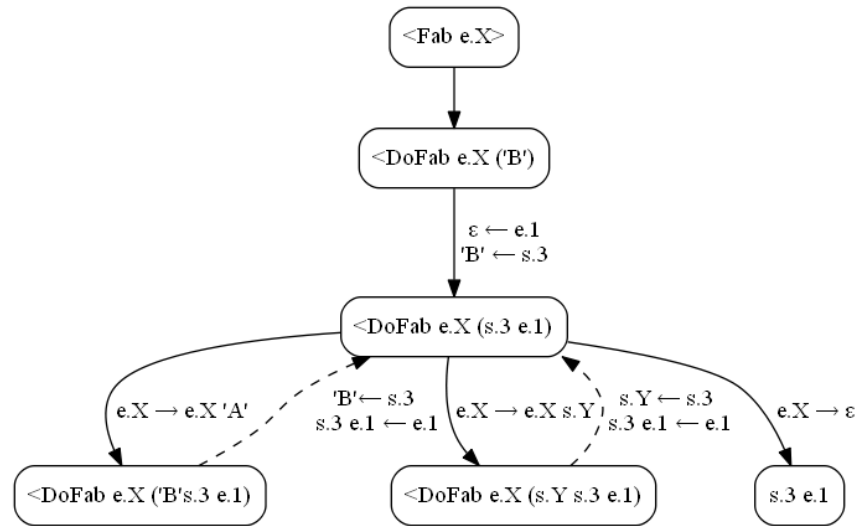 <Fab e.X>
<DoFab e.X ('B')
ε ← e.1
'B' ← s.3
<DoFab e.X (s.3 e.1)
e.X → e.X 'A'
'B'← s.3
s.3 e.1 ← e.1
e.X → e.X s.Y
s.Y ← s.3
s.3 e.1 ← e.1
e.X → ε
<DoFab e.X ('B's.3 e.1)
<DoFab e.X (s.Y s.3 e.1)
s.3 e.1